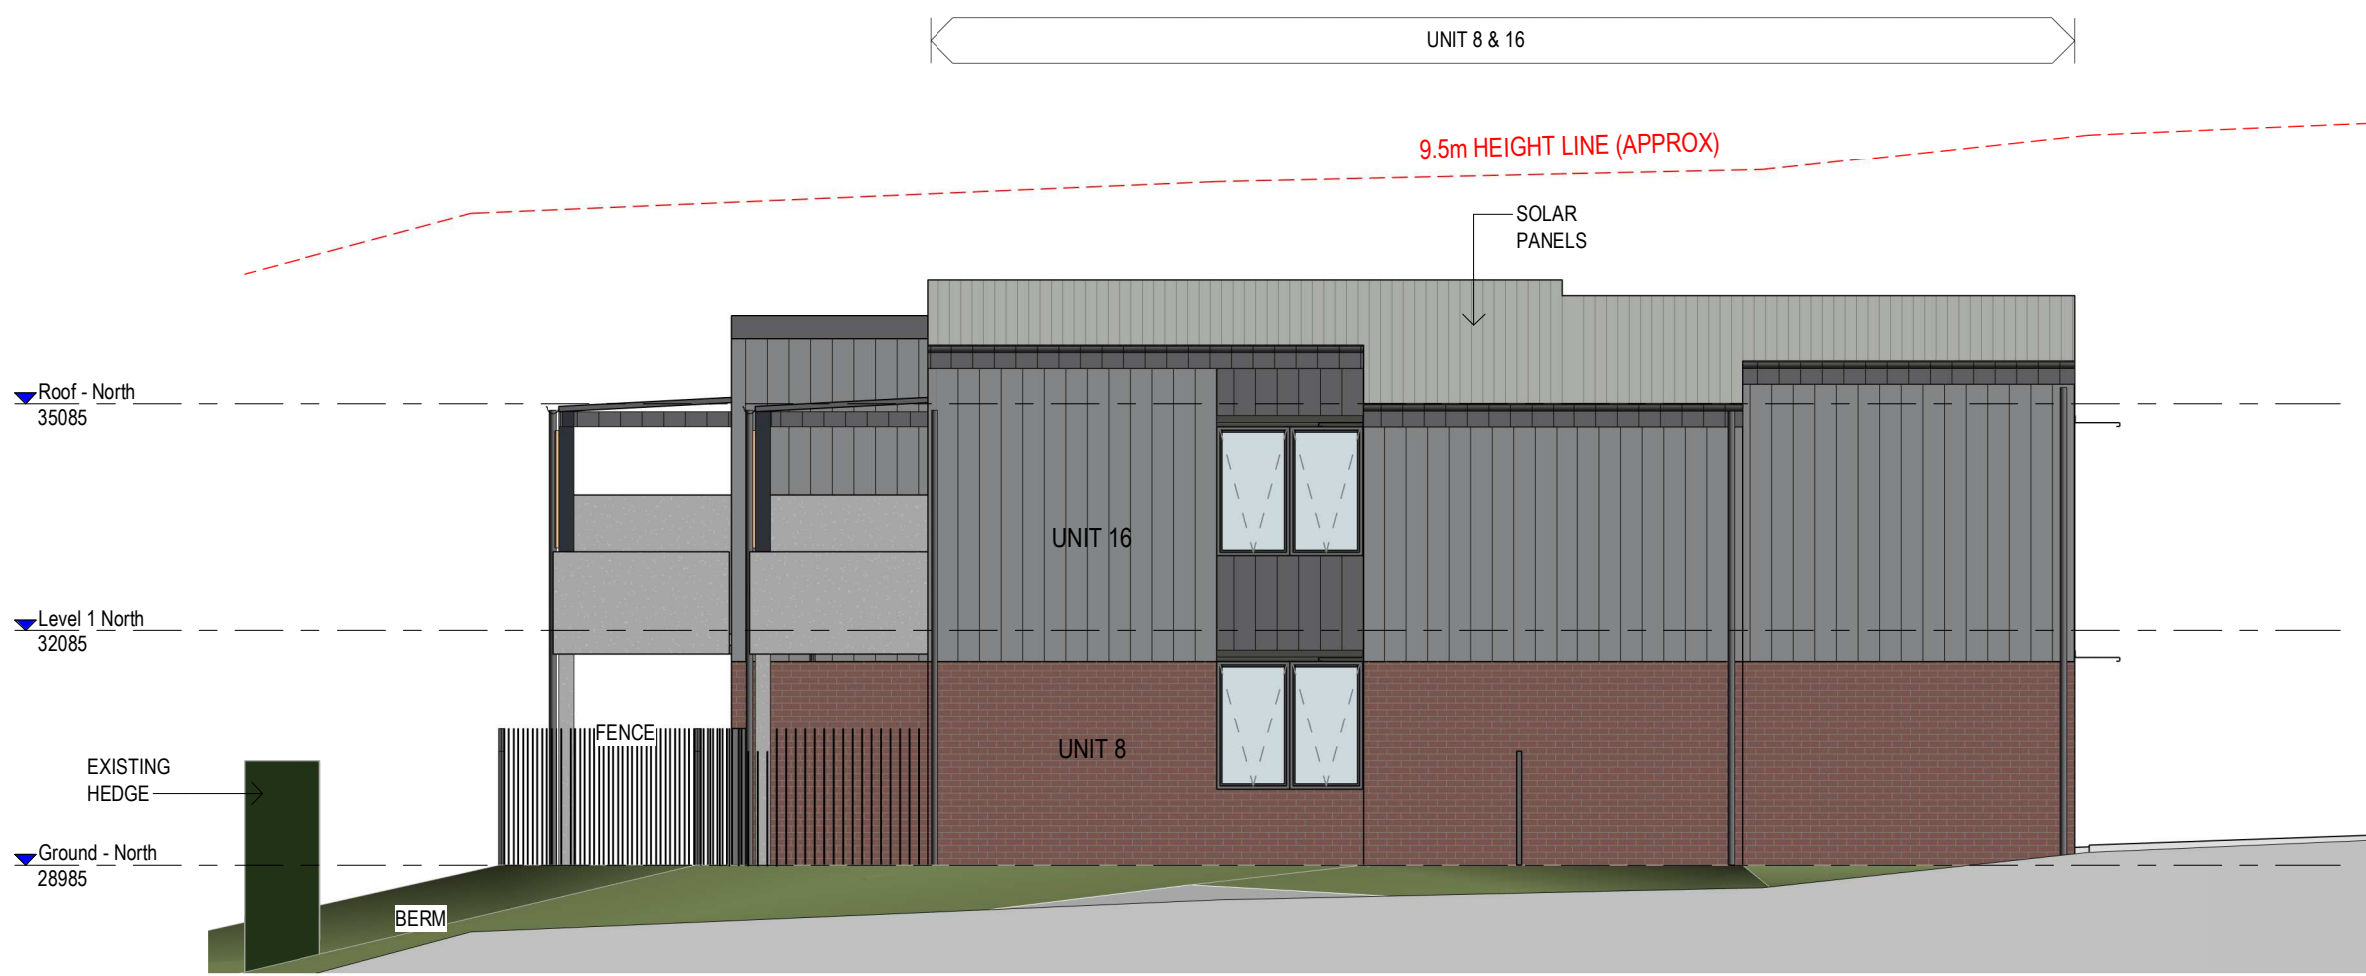 UNIT 8 & 16
9.5m HEIGHT LINE (APPROX)
SOLAR
PANELS
Roof - North
35085
UNIT 16
Level 1 North
32085
FENCE
UNIT 8
EXISTING
HEDGE
Ground - North
28985
BERM